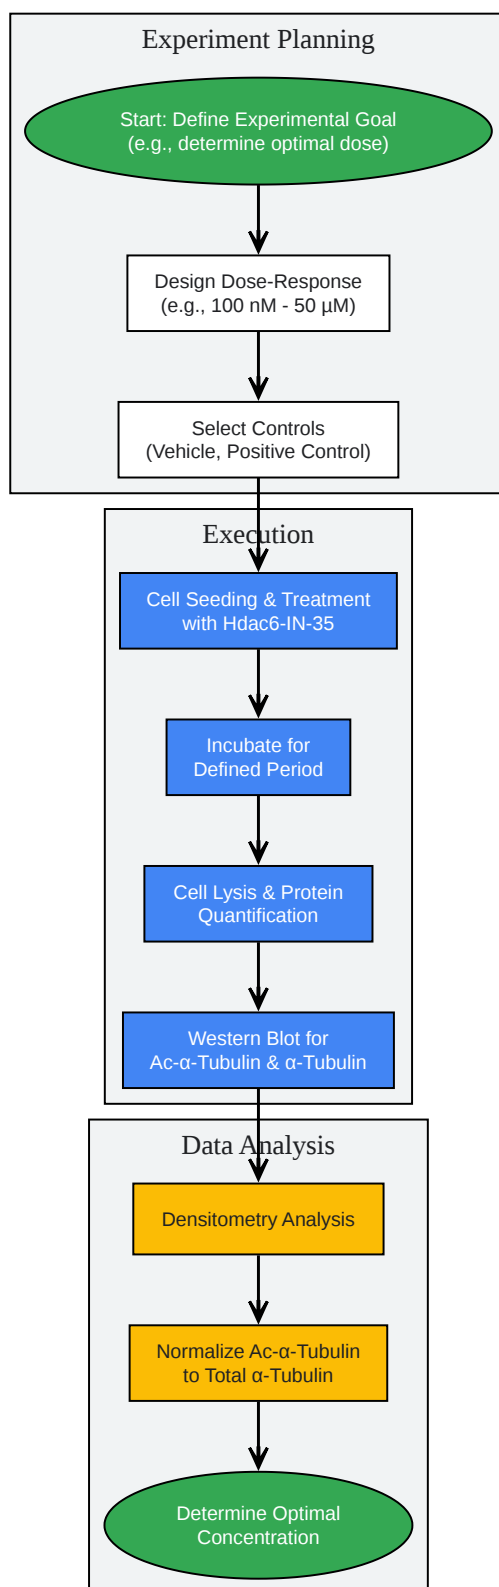 Experiment Planning
Start: Define Experimental Goal
(e.g., determine optimal dose)
Design Dose-Response
(e.g., 100 nM - 50 µM)
Select Controls
(Vehicle, Positive Control)
Execution
Cell Seeding & Treatment
with Hdac6-IN-35
Incubate for
Defined Period
Cell Lysis & Protein
Quantification
Western Blot for
Ac-α-Tubulin & α-Tubulin
Data Analysis
Densitometry Analysis
Normalize Ac-α-Tubulin
to Total α-Tubulin
Determine Optimal
Concentration